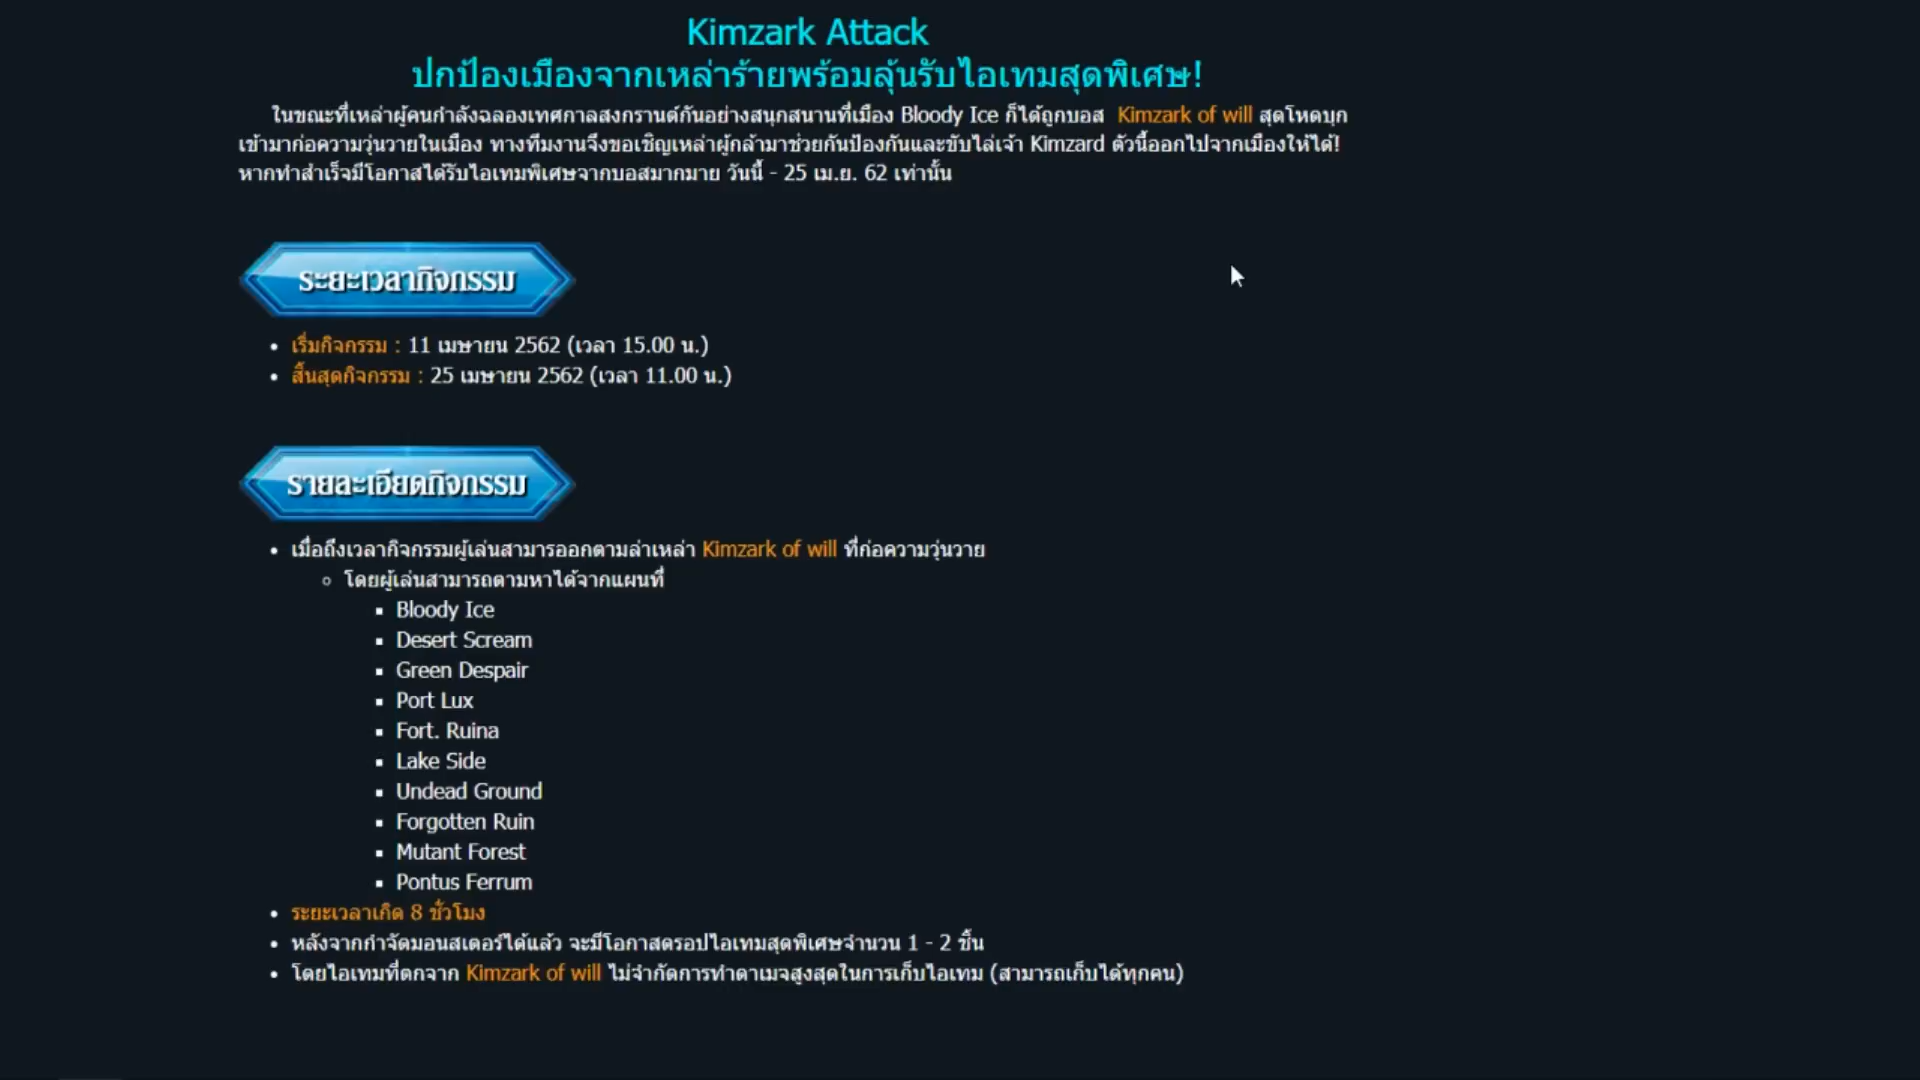 Kimzark Attack
ปกป้องเมืองจากเหล่าร้ายพร้อมลุ้นรับไอเทมสุดพิเศษ!
ในขณะที่เหล่าผู้คนกำลังฉลองเทศกาลสงกรานต์กันอย่างสนุกสนานที่เมือง Bloody Ice ก็ได้ถูกบอส Kimzark of will สุดโหดบุก
เข้ามาก่อความวุ่นวายในเมือง ทางทีมงานจึงขอเชิญเหล่าผู้กล้ามาช่วยกันป้องกันและขับไล่เจ้า Kimzard ตัวนี้ออกไปจากเมืองให้ได้!
หากทำสำเร็จมีโอกาสได้รับไอเทมพิเศษจากบอสมากมาย วันนี้ - 25 เม.ย. 62 เท่านั้น
ระยะเวลากิจกรรม
• เริ่มกิจกรรม : 11 เมษายน 2562 (เวลา 15.00 น.)
• สิ้นสุดกิจกรรม : 25 เมษายน 2562 (เวลา 11.00 น.)
รายละเอียดกิจกรรม
• เมื่อถึงเวลากิจกรรมผู้เล่นสามารออกตามล่าเหล่า Kimzark of will ที่ก่อความวุ่นวาย
◦ โดยผู้เล่นสามารถตามหาได้จากแผนที่
▪ Bloody Ice
▪ Desert Scream
▪ Green Despair
▪ Port Lux
▪ Fort. Ruina
▪ Lake Side
▪ Undead Ground
▪ Forgotten Ruin
▪ Mutant Forest
▪ Pontus Ferrum
• ระยะเวลาเกิด 8 ชั่วโมง
• หลังจากกำจัดมอนสเตอร์ได้แล้ว จะมีโอกาสดรอปไอเทมสุดพิเศษจำนวน 1 - 2 ชิ้น
• โดยไอเทมที่ตกจาก Kimzark of will ไม่จำกัดการทำดาเมจสูงสุดในการเก็บไอเทม (สามารถเก็บได้ทุกคน)